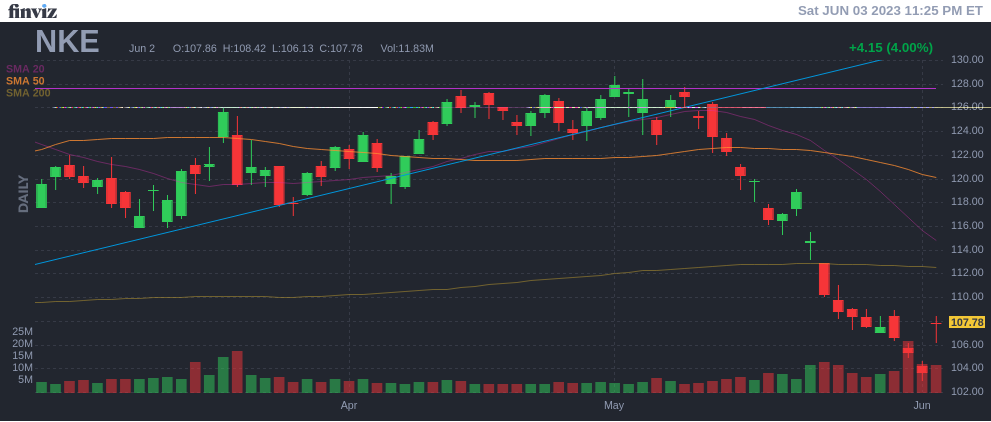 finviz
Sat JUN 03 2023 11:25 PM ET
NKE
Jun 2 O:107.86 H:108.42 L:106.13 C:107.78 Vol:11.83M
+4.15 (4.00%)
SMA 20
SMA 50
SMA 200
DAILY
130.00
128.00
126.00
124.00
122.00
120.00
118.00
116.00
114.00
112.00
110.00
107.78
106.00
104.00
102.00
25M
20M
15M
10M
5M
Apr
May
Jun